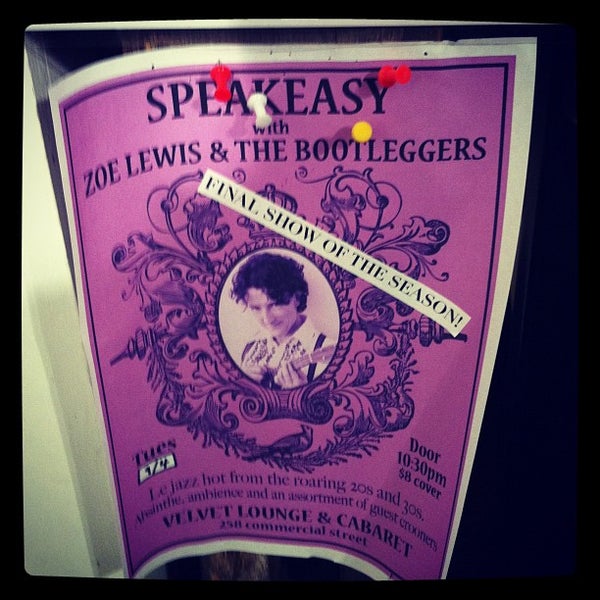 SPEAKEASY
with
ZOE LEWIS & THE BOOTLEGGERS
FINAL SHOW OF THE SEASON!
Tues
9/4
Door
10:30pm
$8 cover
Le jazz hot from the roaring 20s and 30s.
Absinthe, ambience and an assortment of guest crooners
VELVET LOUNGE & CABARET
258 commercial street